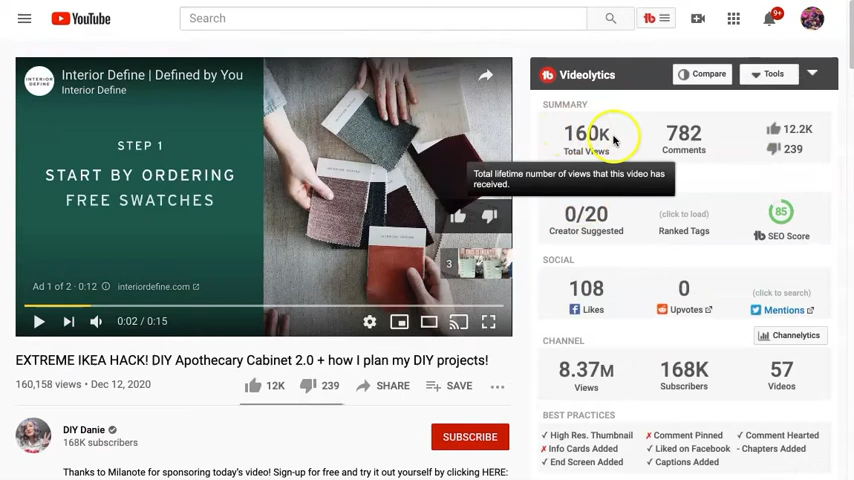 YouTube
Search
tb
9+
INTERIOR DEFINE
Interior Define | Defined by You
Interior Define
STEP 1
START BY ORDERING
FREE SWATCHES
3
Ad 1 of 2 · 0:12
interiordefine.com
0:02 / 0:15
EXTREME IKEA HACK! DIY Apothecary Cabinet 2.0 + how I plan my DIY projects!
160,158 views • Dec 12, 2020
12K
239
SHARE
SAVE
DIY Danie
168K subscribers
SUBSCRIBE
Thanks to Milanote for sponsoring today's video! Sign-up for free and try it out yourself by clicking HERE:
tb Videolytics
Compare
Tools
SUMMARY
160K
Total Views
782
Comments
12.2K
239
Total lifetime number of views that this video has
received.
0/20
Creator Suggested
(click to load)
Ranked Tags
85
tb SEO Score
SOCIAL
108
Likes
0
Upvotes
(click to search)
Mentions
CHANNEL
Channelytics
8.37M
Views
168K
Subscribers
57
Videos
BEST PRACTICES
✓ High Res. Thumbnail
✗ Comment Pinned
✓ Comment Hearted
✗ Info Cards Added
✓ Liked on Facebook
- Chapters Added
✓ End Screen Added
✓ Captions Added